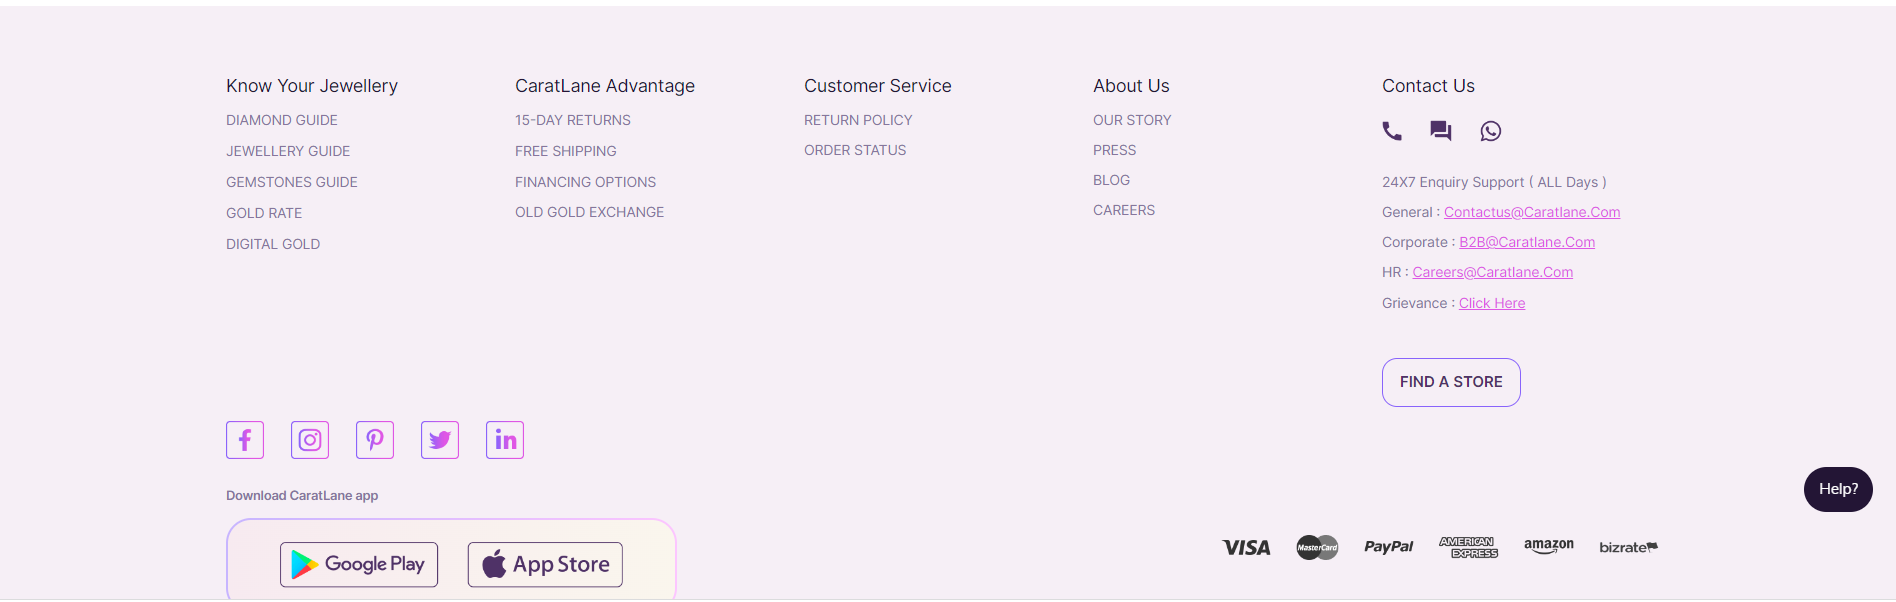 Know Your Jewellery
DIAMOND GUIDE
JEWELLERY GUIDE
GEMSTONES GUIDE
GOLD RATE
DIGITAL GOLD
CaratLane Advantage
15-DAY RETURNS
FREE SHIPPING
FINANCING OPTIONS
OLD GOLD EXCHANGE
Customer Service
RETURN POLICY
ORDER STATUS
About Us
OUR STORY
PRESS
BLOG
CAREERS
Contact Us
24X7 Enquiry Support ( ALL Days )
General : Contactus@Caratlane.Com
Corporate : B2B@Caratlane.Com
HR : Careers@Caratlane.Com
Grievance : Click Here
FIND A STORE
Download CaratLane app
Google Play
App Store
VISA
MasterCard
PayPal
AMERICAN
EXPRESS
amazon
bizrate
Help?